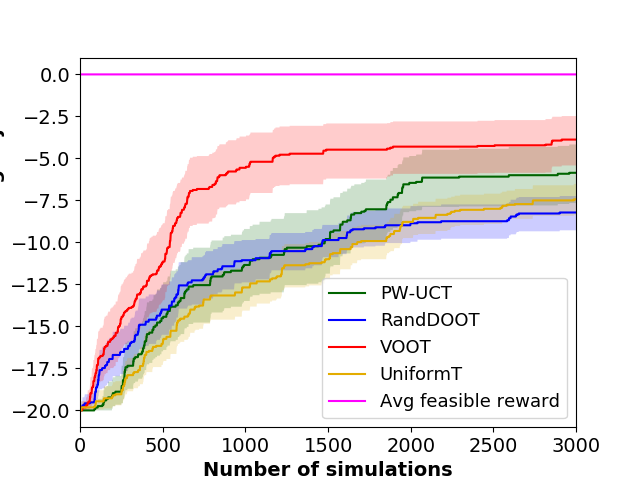 0.0
−2.5
−5.0
−7.5
−10.0
−12.5
−15.0
−17.5
−20.0
PW-UCT
RandDOOT
VOOT
UniformT
Avg feasible reward
0 500 1000 1500 2000 2500 3000
Number of simulations